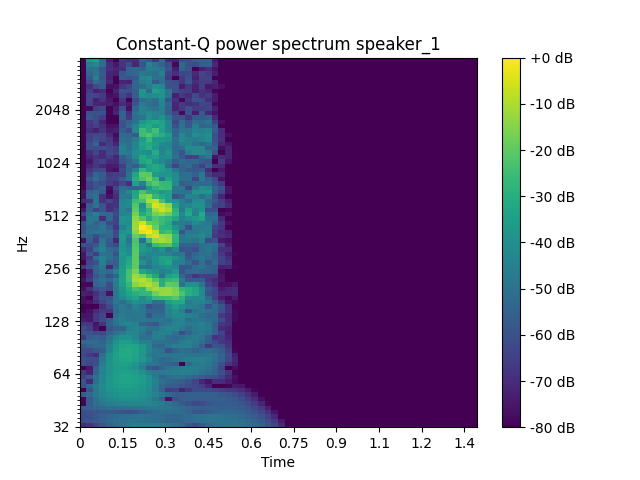 Constant-Q power spectrum speaker_1
+0 dB
-10 dB
-20 dB
-30 dB
-40 dB
-50 dB
-60 dB
-70 dB
-80 dB
Hz
2048
1024
512
256
128
64
32
0 0.15 0.3 0.45 0.6 0.75 0.9 1.1 1.2 1.4
Time